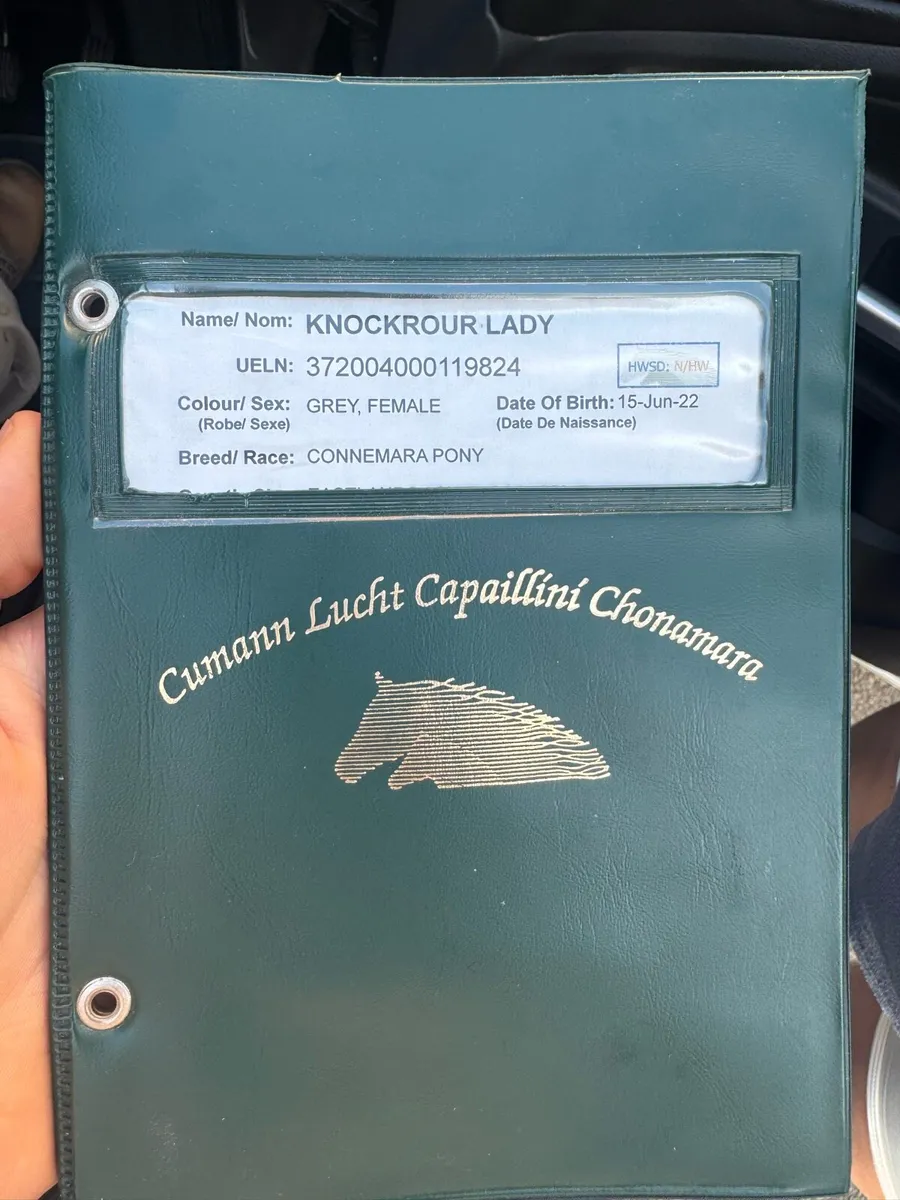 Name/ Nom: KNOCKROUR LADY
UELN: 372004000119824
HWSD: N/HW
Colour/ Sex: GREY, FEMALE Date Of Birth: 15-Jun-22
(Robe/ Sexe) (Date De Naissance)
Breed/ Race: CONNEMARA PONY
Cumann Lucht Capaillíní Chonamara